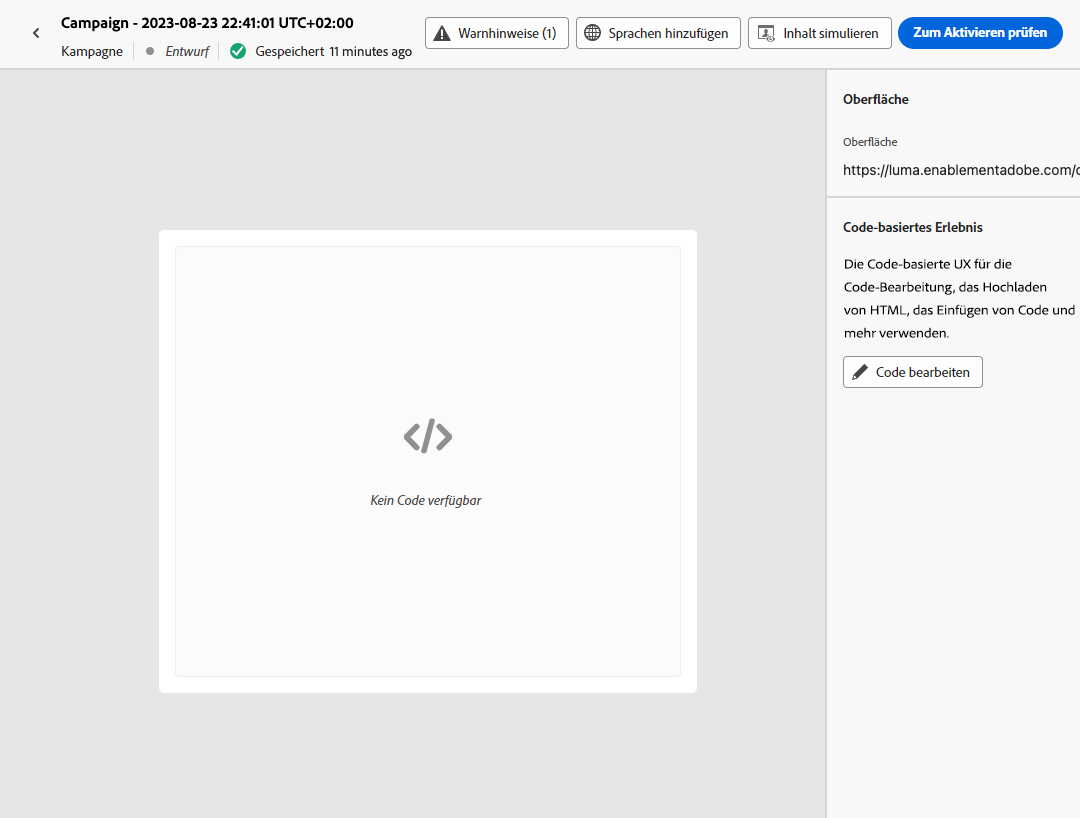 Campaign - 2023-08-23 22:41:01 UTC+02:00
Kampagne
Entwurf
Gespeichert 11 minutes ago
Warnhinweise (1)
Sprachen hinzufügen
Inhalt simulieren
Zum Aktivieren prüfen
Kein Code verfügbar
Oberfläche
Oberfläche
https://luma.enablementadobe.com/
Code-basiertes Erlebnis
Die Code-basierte UX für die
Code-Bearbeitung, das Hochladen
von HTML, das Einfügen von Code und
mehr verwenden.
Code bearbeiten